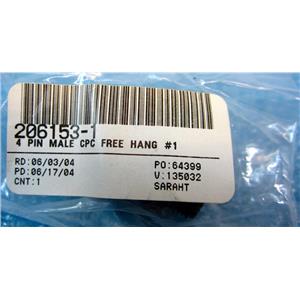 206153-1
4 PIN MALE CPC FREE HANG #1
RD:06/03/04 PO:64399
PD:06/17/04 V:135032
CNT:1 SARAHT